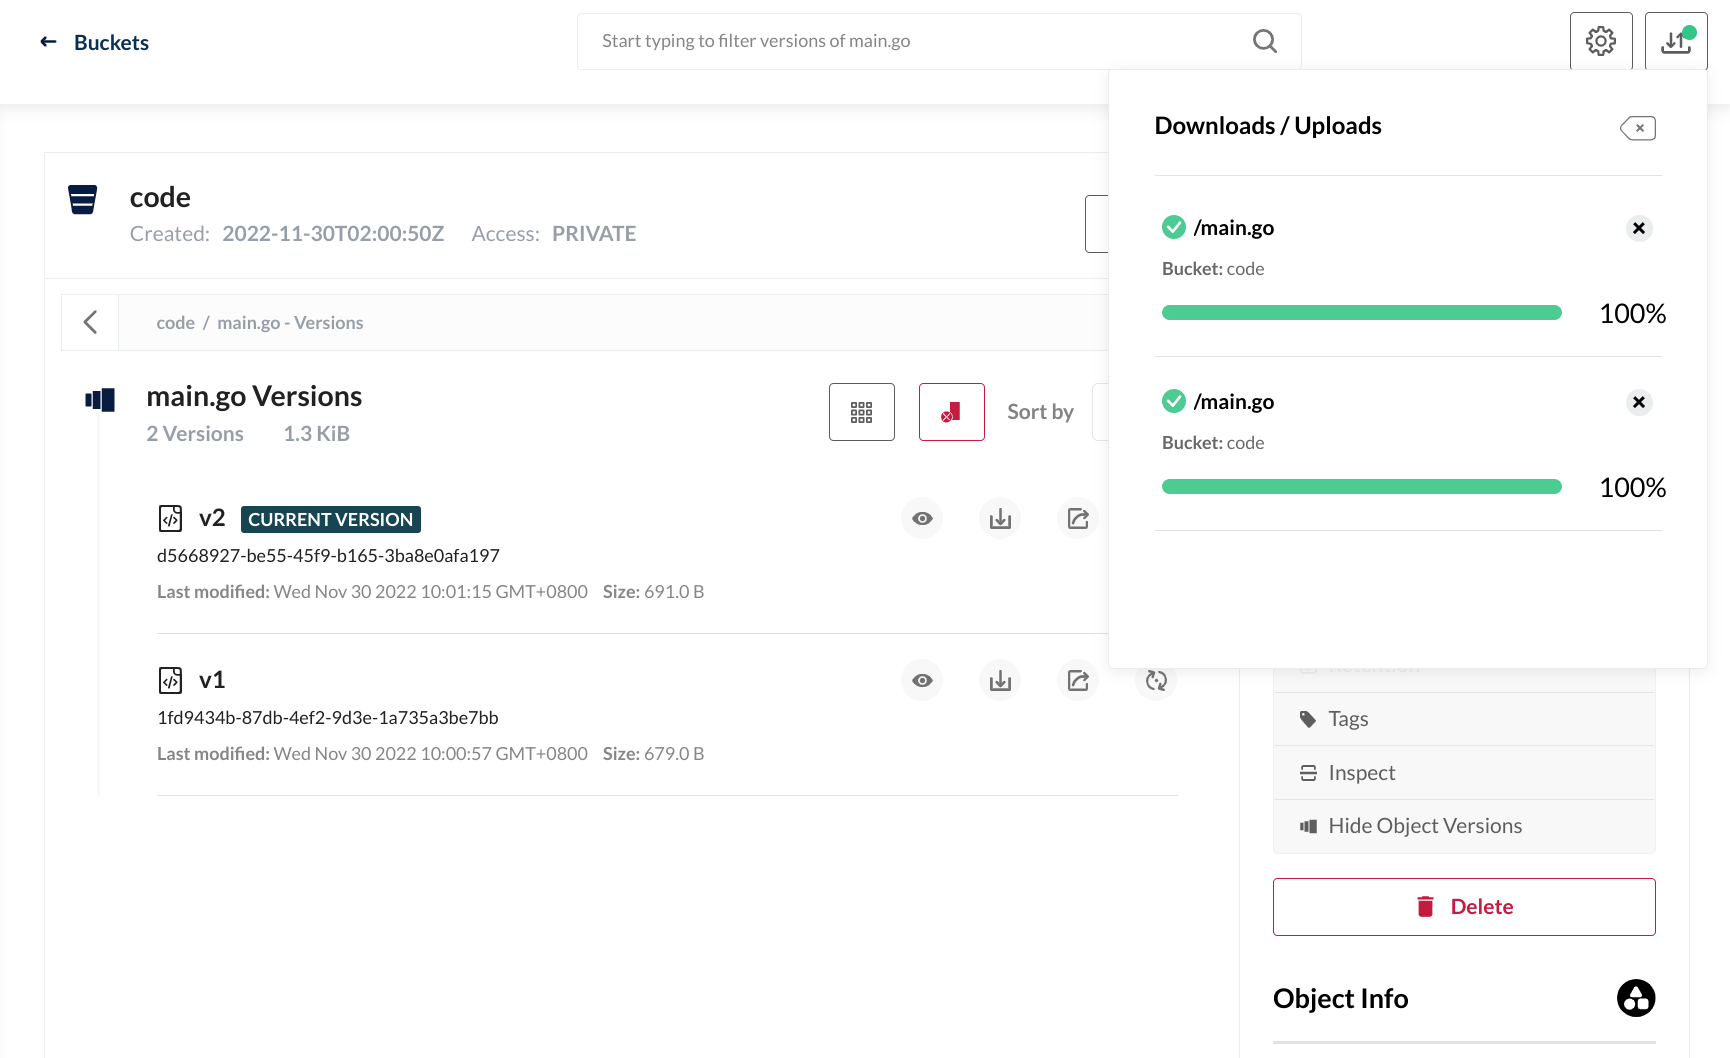 Buckets
Start typing to filter versions of main.go
Downloads / Uploads
/main.go
Bucket: code
100%
/main.go
Bucket: code
100%
code
Created: 2022-11-30T02:00:50Z Access: PRIVATE
code / main.go - Versions
main.go Versions
2 Versions 1.3 KiB
Sort by
v2 CURRENT VERSION
d5668927-be55-45f9-b165-3ba8e0afa197
Last modified: Wed Nov 30 2022 10:01:15 GMT+0800 Size: 691.0 B
v1
1fd9434b-87db-4ef2-9d3e-1a735a3be7bb
Last modified: Wed Nov 30 2022 10:00:57 GMT+0800 Size: 679.0 B
Retention
Tags
Inspect
Hide Object Versions
Delete
Object Info